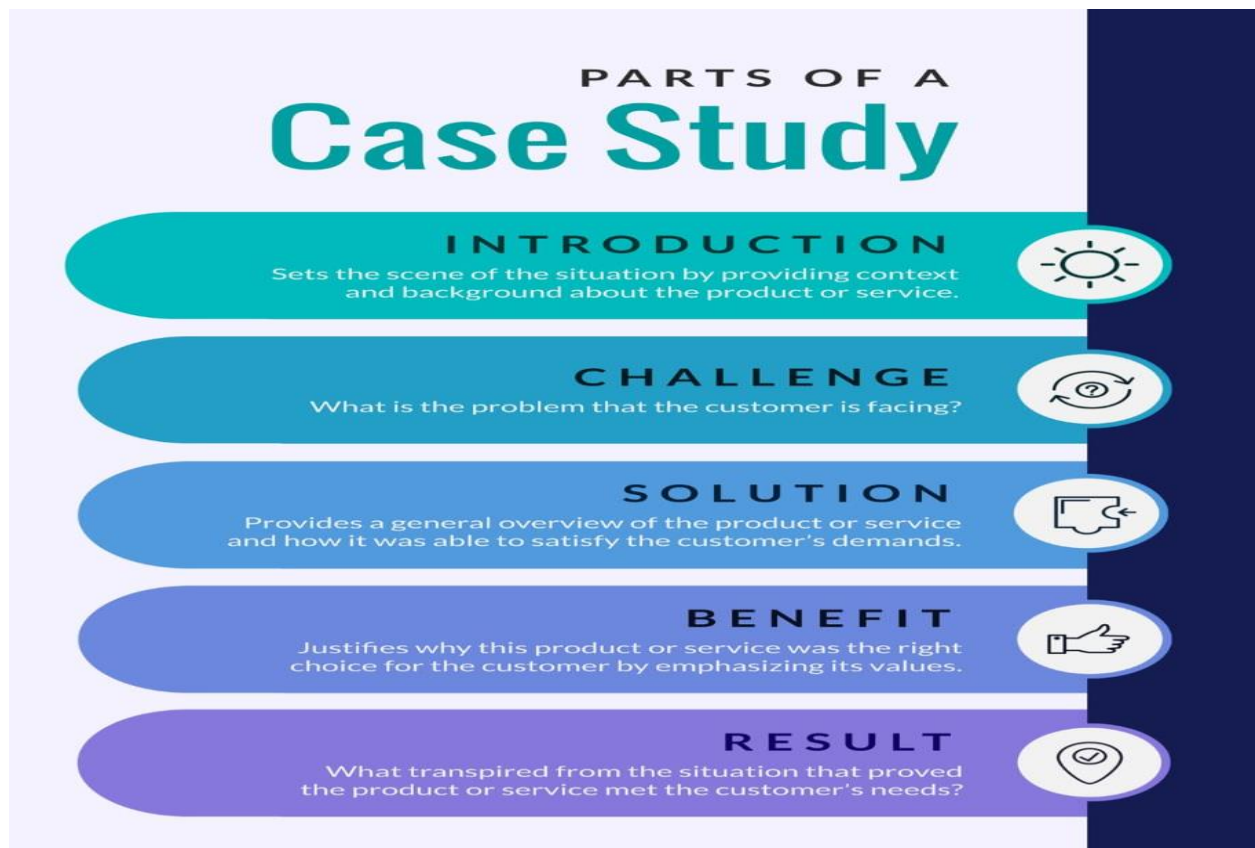 PARTS OF A
Case Study
INTRODUCTION
Sets the scene of the situation by providing context
and background about the product or service.
CHALLENGE
What is the problem that the customer is facing?
?
SOLUTION
Provides a general overview of the product or service
and how it was able to satisfy the customer's demands.
BENEFIT
Justifies why this product or service was the right
choice for the customer by emphasizing its values.
RESULT
What transpired from the situation that proved
the product or service met the customer's needs?